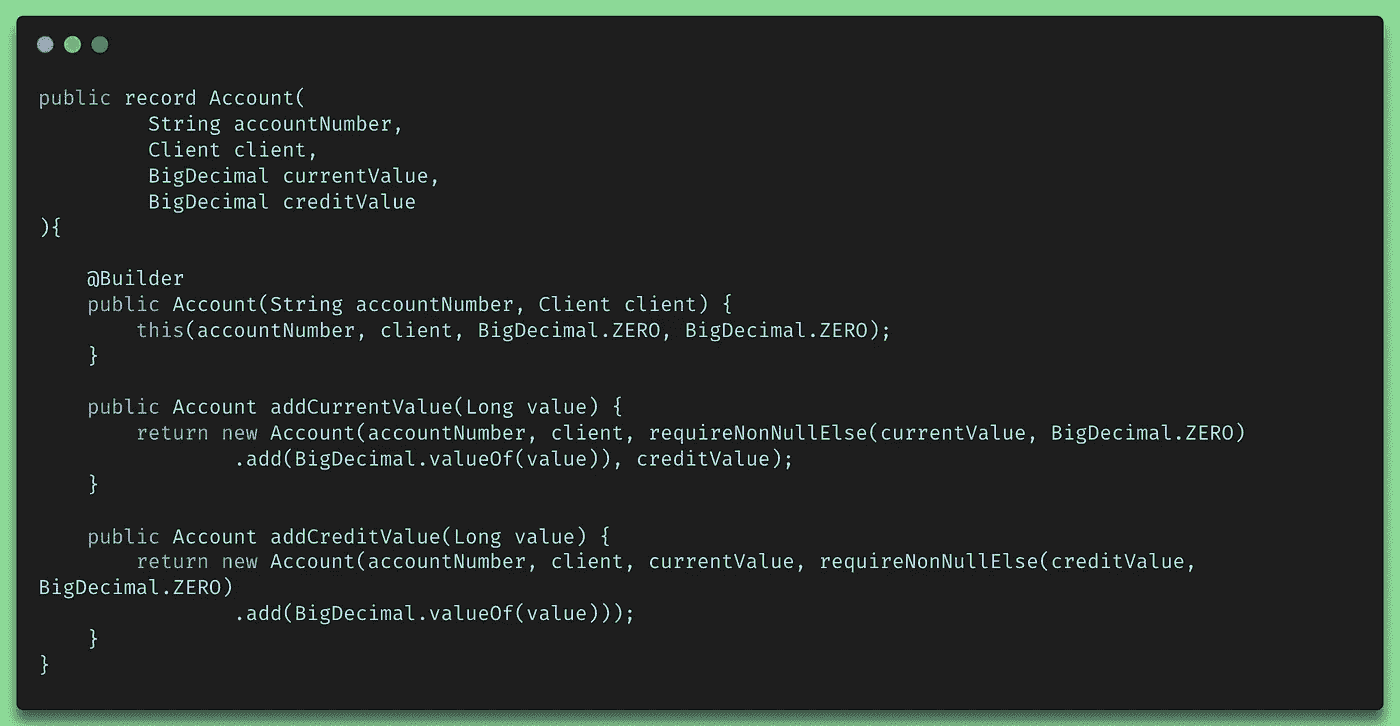 public record Account(
         String accountNumber,
         Client client,
         BigDecimal currentValue,
         BigDecimal creditValue
){

    @Builder
    public Account(String accountNumber, Client client) {
        this(accountNumber, client, BigDecimal.ZERO, BigDecimal.ZERO);
    }

    public Account addCurrentValue(Long value) {
        return new Account(accountNumber, client, requireNonNullElse(currentValue, BigDecimal.ZERO)
                .add(BigDecimal.valueOf(value)), creditValue);
    }

    public Account addCreditValue(Long value) {
        return new Account(accountNumber, client, currentValue, requireNonNullElse(creditValue,
BigDecimal.ZERO)
                .add(BigDecimal.valueOf(value)));
    }
}